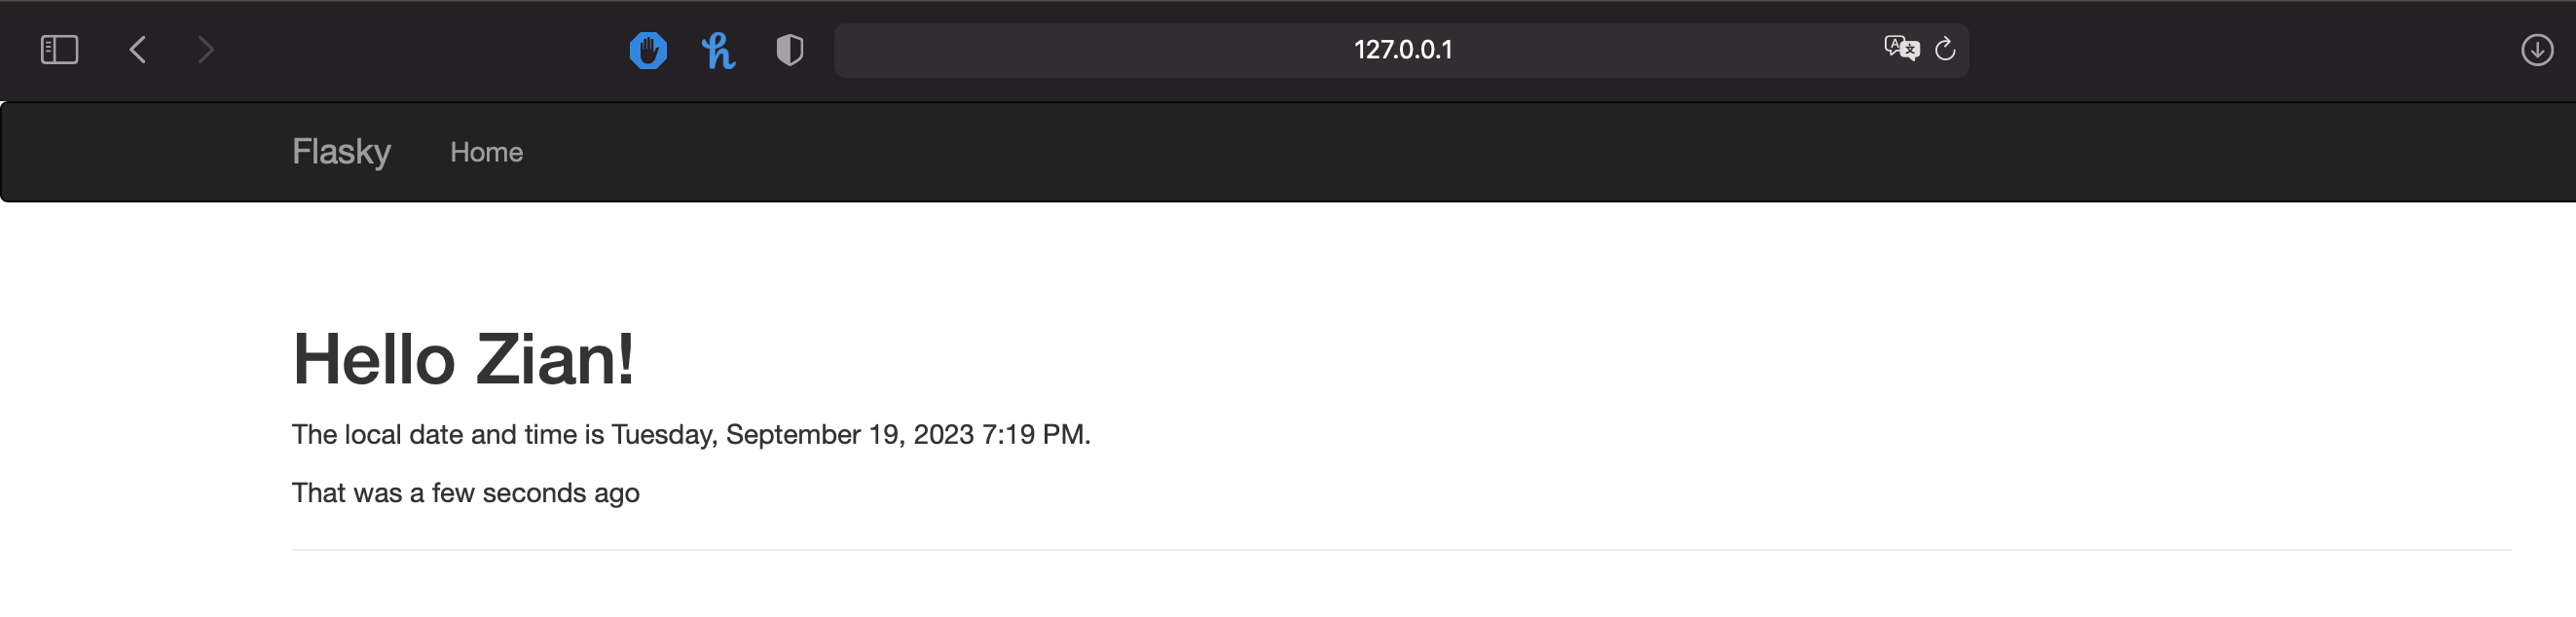 127.0.0.1
Flasky Home
Hello Zian!
The local date and time is Tuesday, September 19, 2023 7:19 PM.
That was a few seconds ago